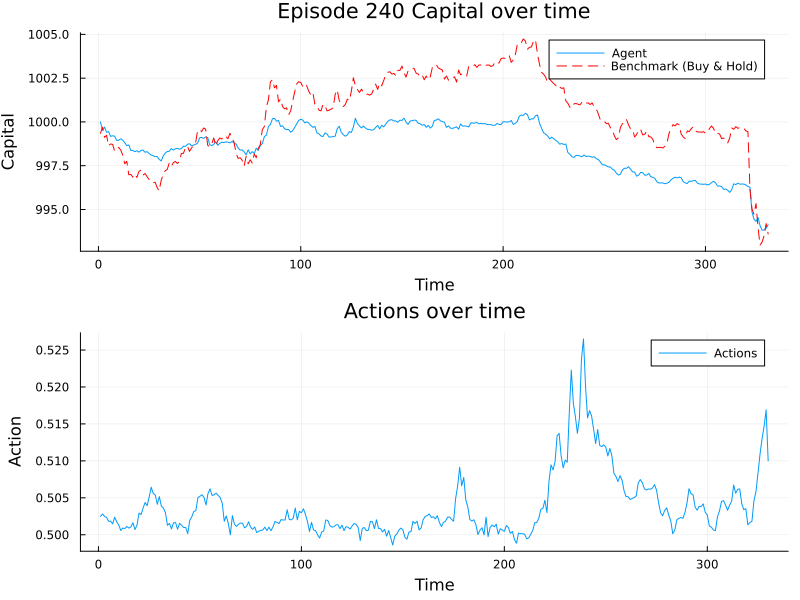 Episode 240 Capital over time
1005.0
1002.5
1000.0
997.5
995.0
Capital
Agent
Benchmark (Buy & Hold)
0
100
200
300
Time
Actions over time
0.525
0.520
0.515
0.510
0.505
0.500
Action
Actions
0
100
200
300
Time